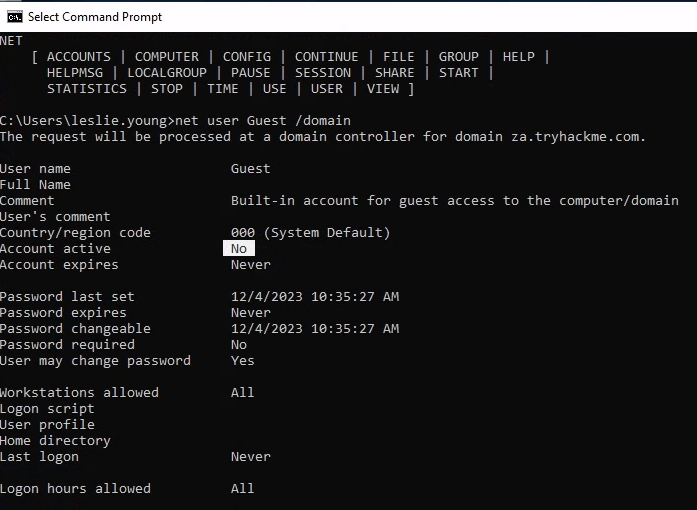 Select Command Prompt
NET
    [ ACCOUNTS | COMPUTER | CONFIG | CONTINUE | FILE | GROUP | HELP |
      HELPMSG | LOCALGROUP | PAUSE | SESSION | SHARE | START |
      STATISTICS | STOP | TIME | USE | USER | VIEW ]
C:\Users\leslie.young>net user Guest /domain
The request will be processed at a domain controller for domain za.tryhackme.com.
User name                    Guest
Full Name
Comment                      Built-in account for guest access to the computer/domain
User's comment
Country/region code          000 (System Default)
Account active               No
Account expires              Never
Password last set            12/4/2023 10:35:27 AM
Password expires             Never
Password changeable          12/4/2023 10:35:27 AM
Password required            No
User may change password     Yes
Workstations allowed         All
Logon script
User profile
Home directory
Last logon                   Never
Logon hours allowed          All